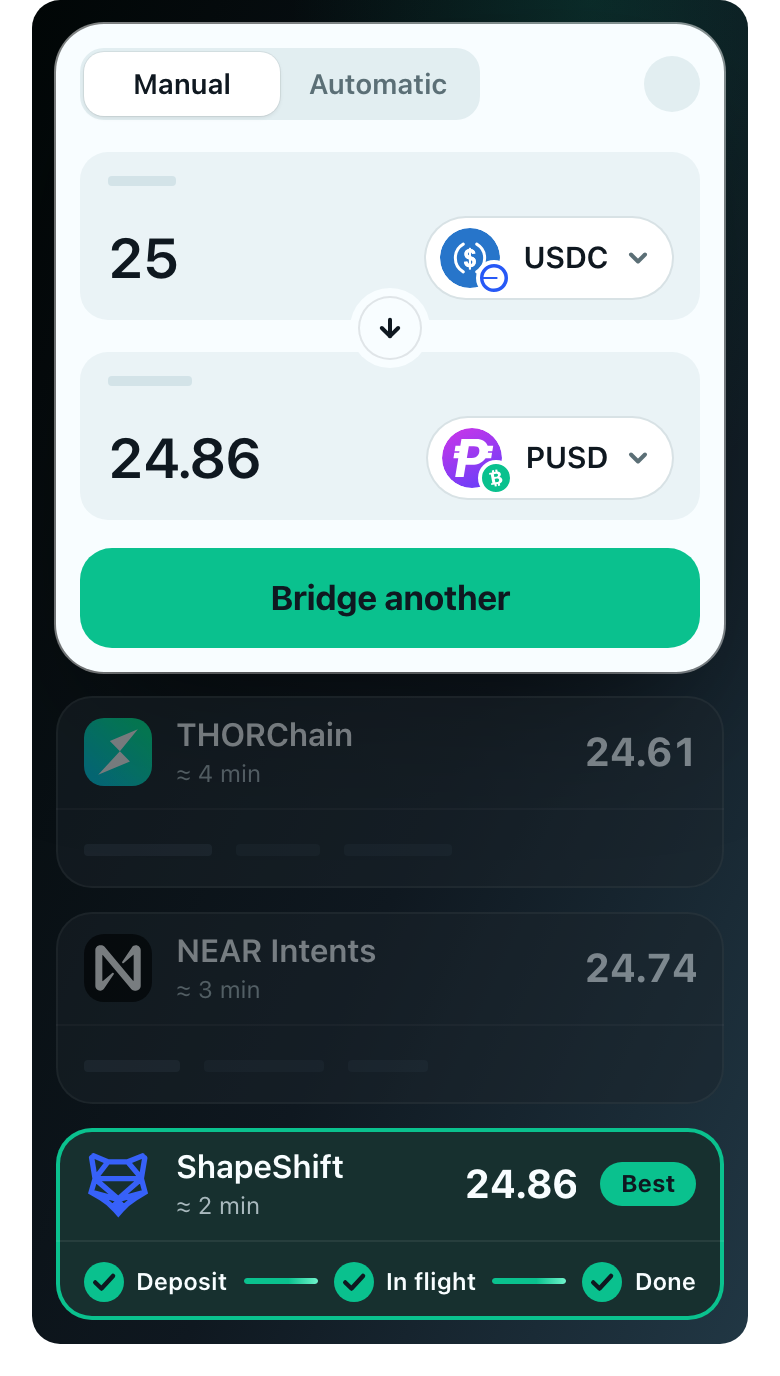 Manual
Automatic
25
USDC
24.86
PUSD
Bridge another
THORChain
24.61
≈ 4 min
NEAR Intents
24.74
≈ 3 min
ShapeShift
24.86
Best
≈ 2 min
Deposit
In flight
Done